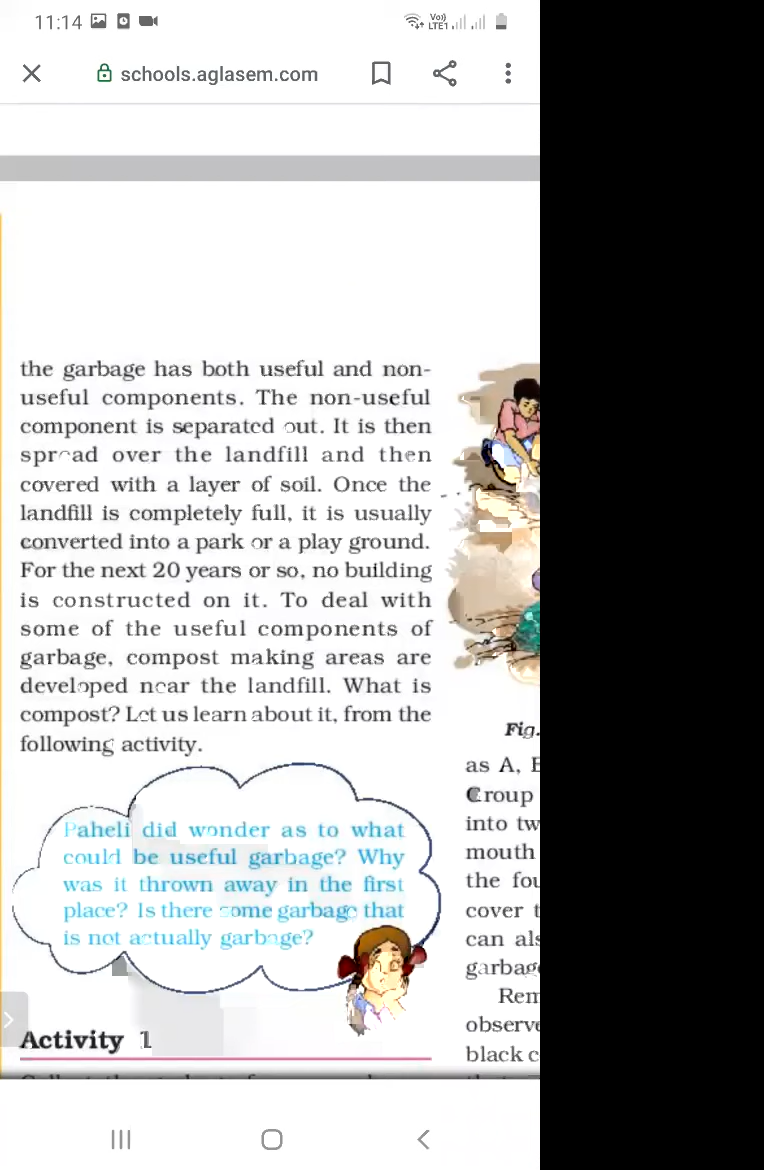 11:14
Vo)
LTE1
schools.aglasem.com
the garbage has both useful and non-
useful components. The non-useful
component is separated out. It is then
spread over the landfill and then
covered with a layer of soil. Once the
landfill is completely full, it is usually
converted into a park or a play ground.
For the next 20 years or so, no building
is constructed on it. To deal with
some of the useful components of
garbage, compost making areas are
developed near the landfill. What is
compost? Let us learn about it, from the
following activity.
Paheli did wonder as to what
could be useful garbage? Why
was it thrown away in the first
place? Is there some garbage that
is not actually garbage?
Activity 1
Fig.
as A,
Group
into tw
mouth
the fou
cover t
can als
garbage
Rem
observe
black c